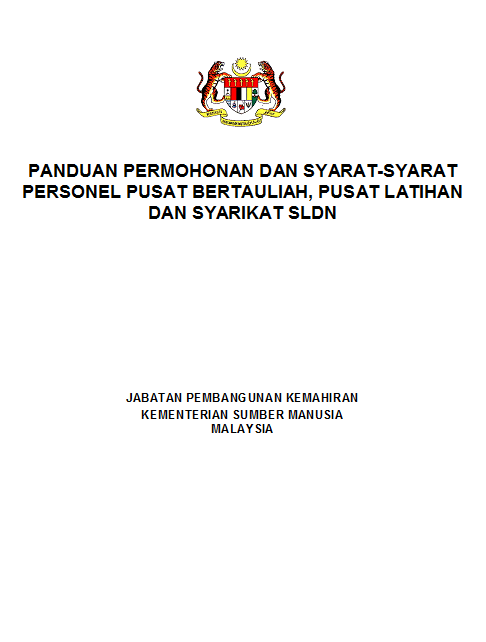 PANDUAN PERMOHONAN DAN SYARAT-SYARAT
PERSONEL PUSAT BERTAULIAH, PUSAT LATIHAN
DAN SYARIKAT SLDN
JABATAN PEMBANGUNAN KEMAHIRAN
KEMENTERIAN SUMBER MANUSIA
MALAYSIA